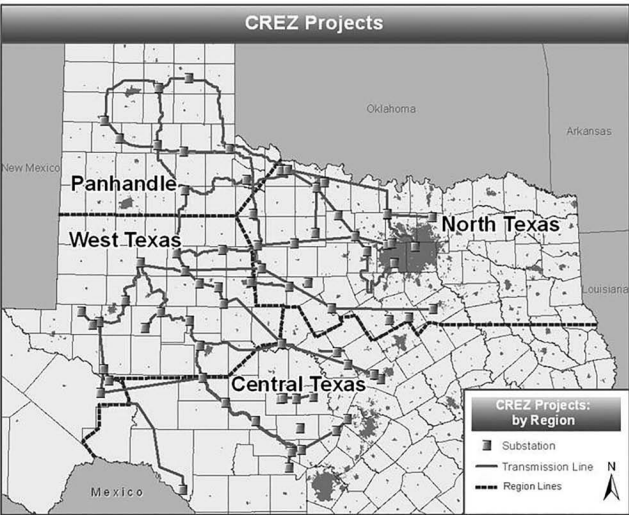 CREZ Projects
Oklahoma
Arkansas
New Mexico
Panhandle
North Texas
West Texas
Louisiana
Central Texas
Mexico
CREZ Projects:
by Region
Substation
Transmission Line
Region Lines
N